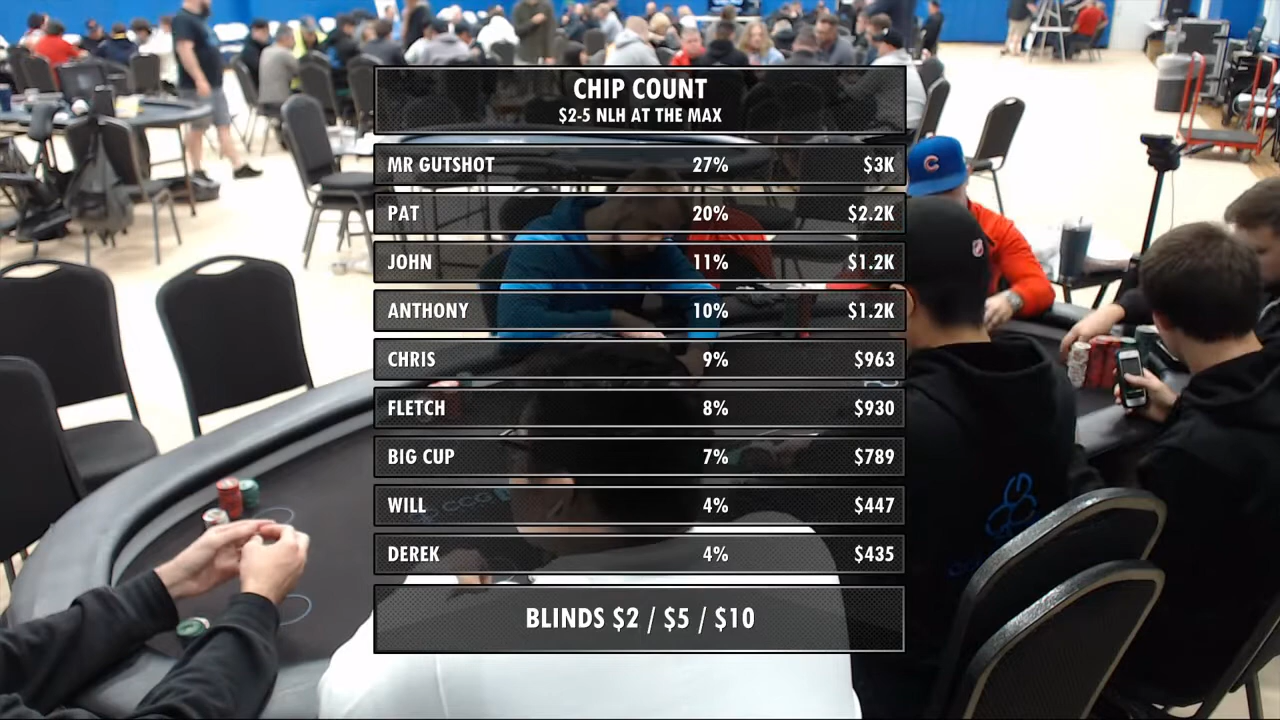 CHIP COUNT
$2-5 NLH AT THE MAX
MR GUTSHOT 27% $3K
PAT 20% $2.2K
JOHN 11% $1.2K
ANTHONY 10% $1.2K
CHRIS 9% $963
FLETCH 8% $930
BIG CUP 7% $789
WILL 4% $447
DEREK 4% $435
BLINDS $2 / $5 / $10
C